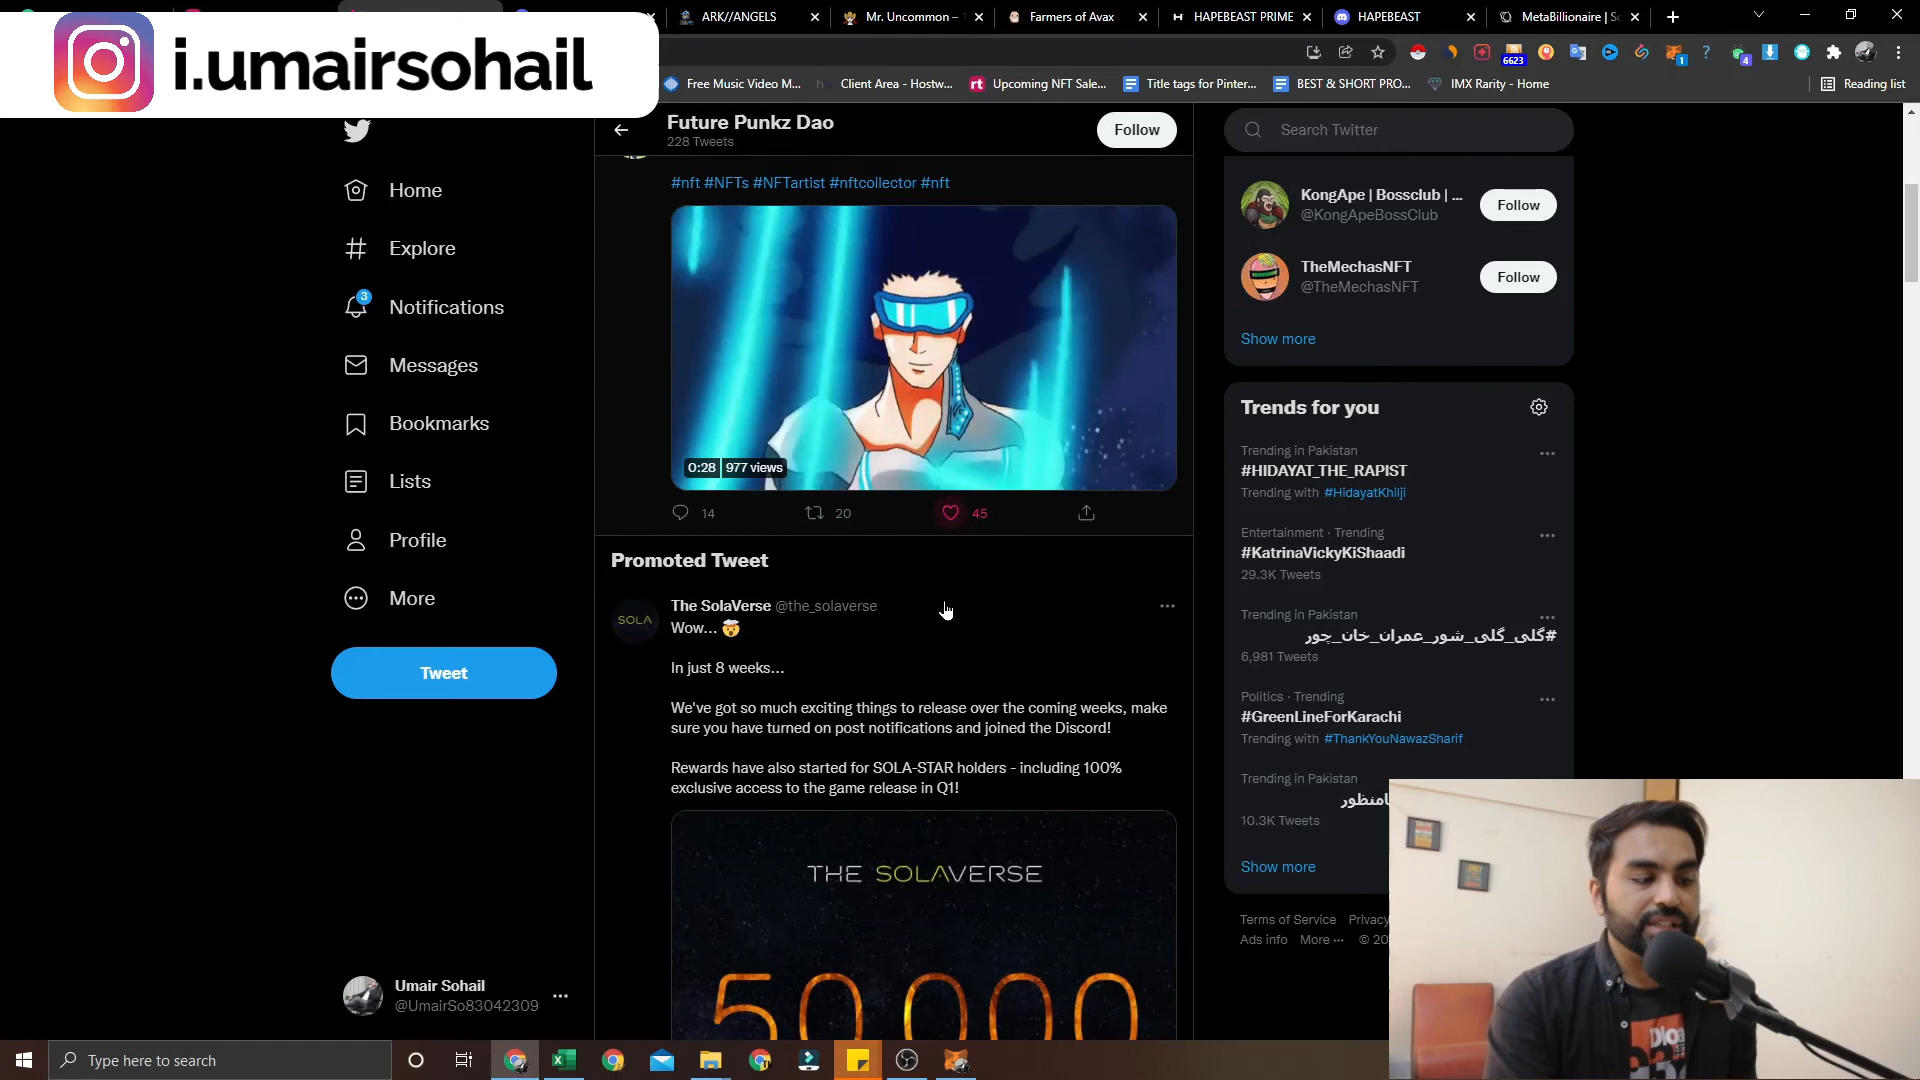 i.umairsohail
ARK//ANGELS
Mr. Uncommon –
Farmers of Avax
HAPEBEAST PRIME
HAPEBEAST
MetaBillionaire | S
6623
1
4
Free Music Video M...
Client Area - Hostw...
Upcoming NFT Sale...
Title tags for Pinter...
BEST & SHORT PRO...
IMX Rarity - Home
Reading list
Future Punkz Dao
228 Tweets
Follow
Search Twitter
Home
Explore
3
Notifications
Messages
Bookmarks
Lists
Profile
More
Tweet
Umair Sohail
@UmairSo83042309
#nft #NFTs #NFTartist #nftcollector #nft
0:28 977 views
14
20
45
Promoted Tweet
SOLA
The SolaVerse @the_solaverse
Wow... 🤯
In just 8 weeks...
We've got so much exciting things to release over the coming weeks, make
sure you have turned on post notifications and joined the Discord!
Rewards have also started for SOLA-STAR holders - including 100%
exclusive access to the game release in Q1!
THE SOLAVERSE
50,000
KongApe | Bossclub | ...
@KongApeBossClub
Follow
TheMechasNFT
@TheMechasNFT
Follow
Show more
Trends for you
Trending in Pakistan
#HIDAYAT_THE_RAPIST
Trending with #HidayatKhilji
Entertainment · Trending
#KatrinaVickyKiShaadi
29.3K Tweets
Trending in Pakistan
#گلی_گلی_شور_عمران_خان_چور
6,981 Tweets
Politics · Trending
#GreenLineForKarachi
Trending with #ThankYouNawazSharif
Trending in Pakistan
10.3K Tweets
Show more
Terms of Service Privacy
Ads info More ··· © 20
Type here to search